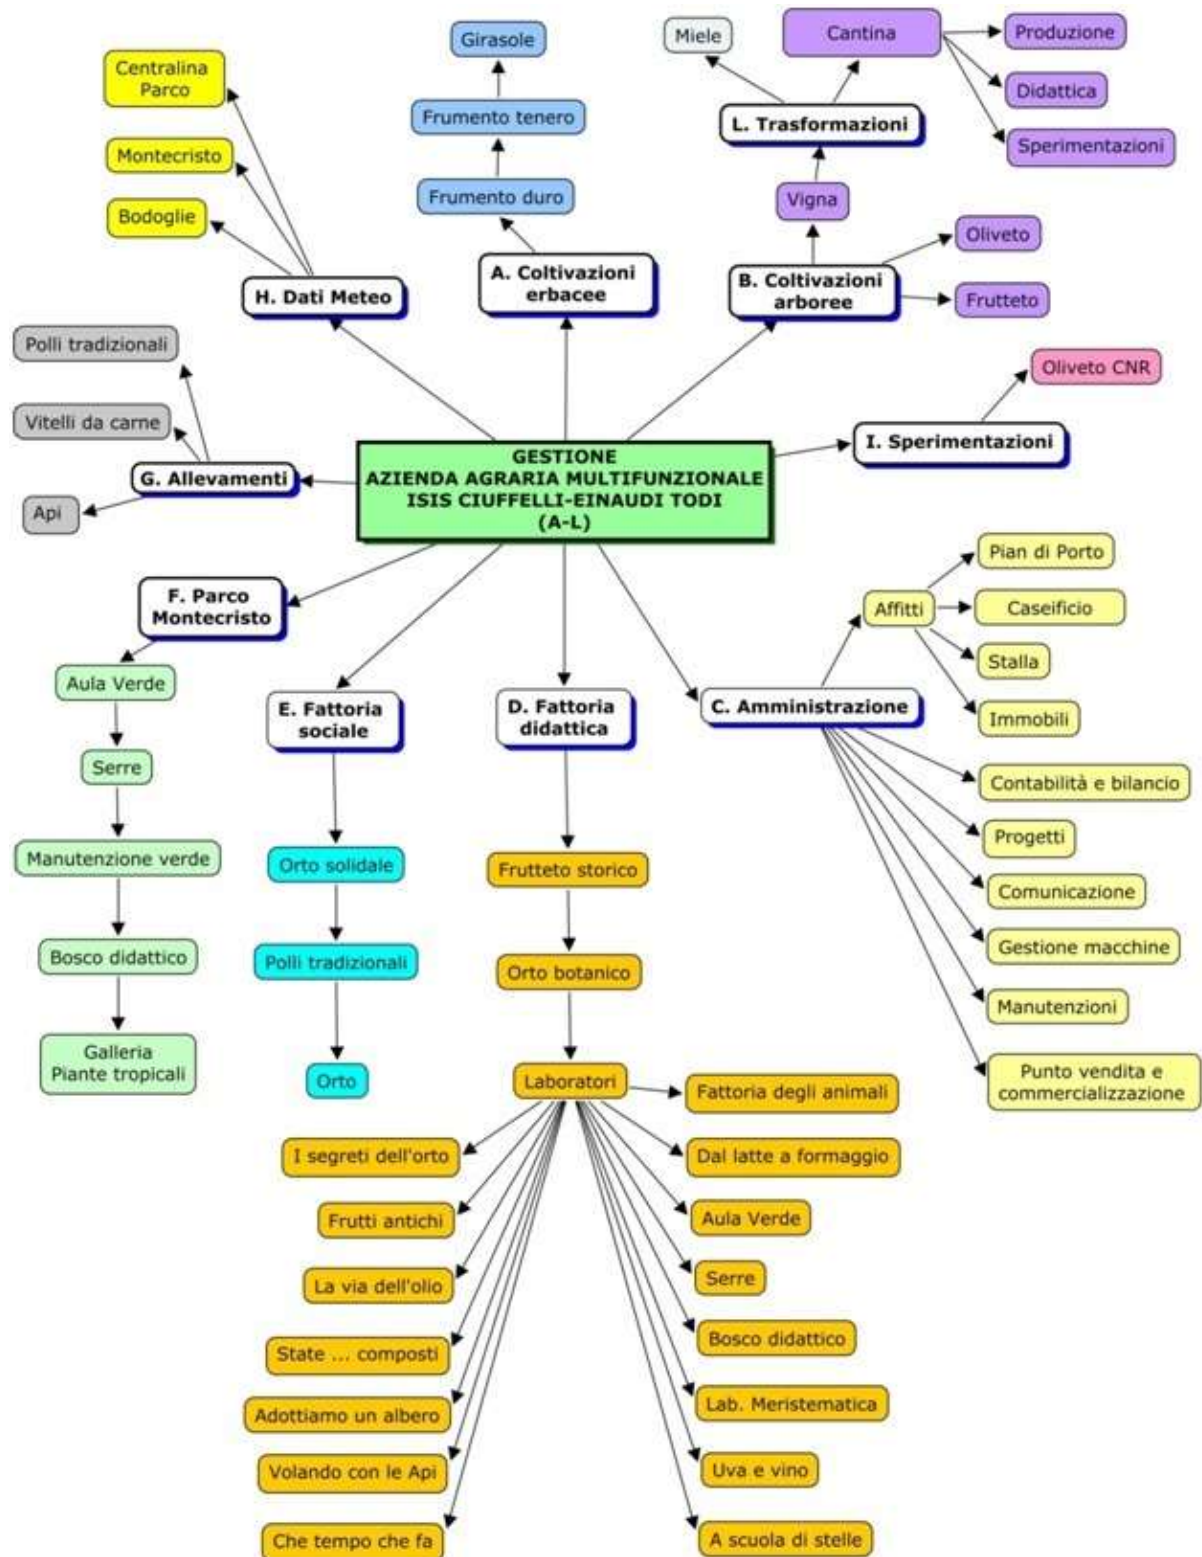 Girasole
Miele
Cantina
Produzione
Centralina
Parco
Didattica
Frumento tenero
L. Trasformazioni
Sperimentazioni
Montecristo
Frumento duro
Vigna
Bodoglie
Oliveto
A. Coltivazioni
erbacee
B. Coltivazioni
arboree
H. Dati Meteo
Frutteto
Polli tradizionali
Oliveto CNR
Vitelli da carne
I. Sperimentazioni
GESTIONE
AZIENDA AGRARIA MULTIFUNZIONALE
ISIS CIUFFELLI-EINAUDI TODI
(A-L)
G. Allevamenti
Api
Pian di Porto
F. Parco
Montecristo
Affitti
Caseificio
Stalla
Aula Verde
E. Fattoria
sociale
D. Fattoria
didattica
C. Amministrazione
Immobili
Serre
Contabilità e bilancio
Progetti
Manutenzione verde
Orto solidale
Frutteto storico
Comunicazione
Gestione macchine
Bosco didattico
Polli tradizionali
Orto botanico
Manutenzioni
Galleria
Piante tropicali
Orto
Laboratori
Punto vendita e
commercializzazione
Fattoria degli animali
I segreti dell'orto
Dal latte a formaggio
Frutti antichi
Aula Verde
La via dell'olio
Serre
State ... composti
Bosco didattico
Adottiamo un albero
Lab. Meristematica
Volando con le Api
Uva e vino
Che tempo che fa
A scuola di stelle